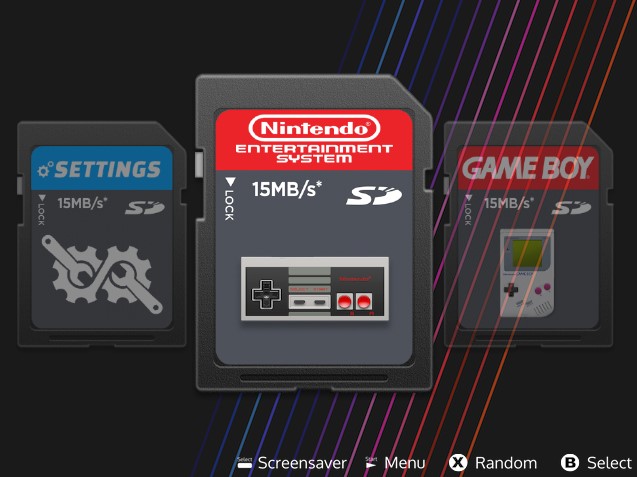 SETTINGS
LOCK
15MB/s*
SD
Nintendo®
ENTERTAINMENT
SYSTEM
LOCK
15MB/s*
SD
GAME BOY
LOCK
15MB/s*
SD
Select Screensaver Start Menu X Random B Select